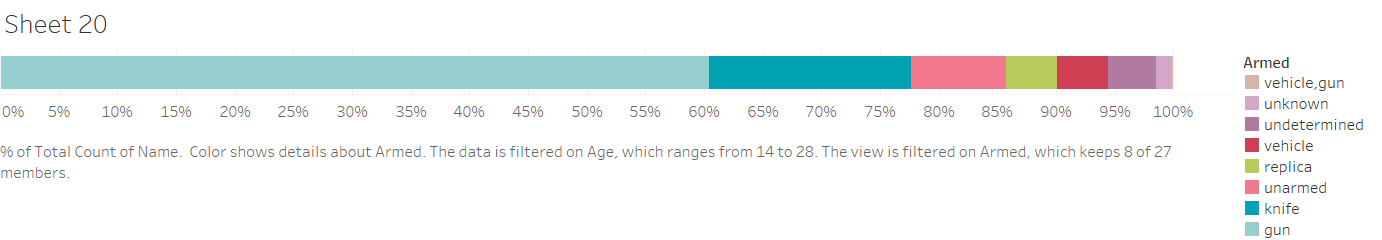 Sheet 20
0% 5% 10% 15% 20% 25% 30% 35% 40% 45% 50% 55% 60% 65% 70% 75% 80% 85% 90% 95% 100%
% of Total Count of Name.  Color shows details about Armed. The data is filtered on Age, which ranges from 14 to 28. The view is filtered on Armed, which keeps 8 of 27
members.
Armed
vehicle,gun
unknown
undetermined
vehicle
replica
unarmed
knife
gun